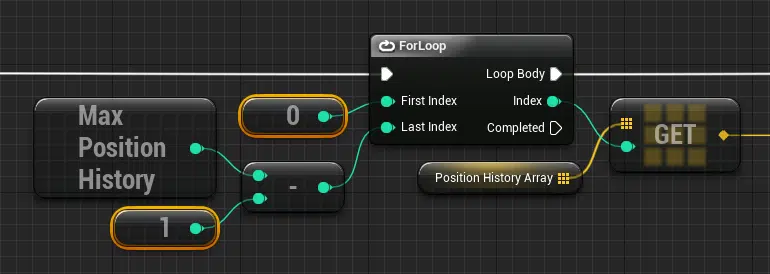 ForLoop
Loop Body
Max
Position
History
0
First Index
Index
Last Index
Completed
GET
-
Position History Array
1